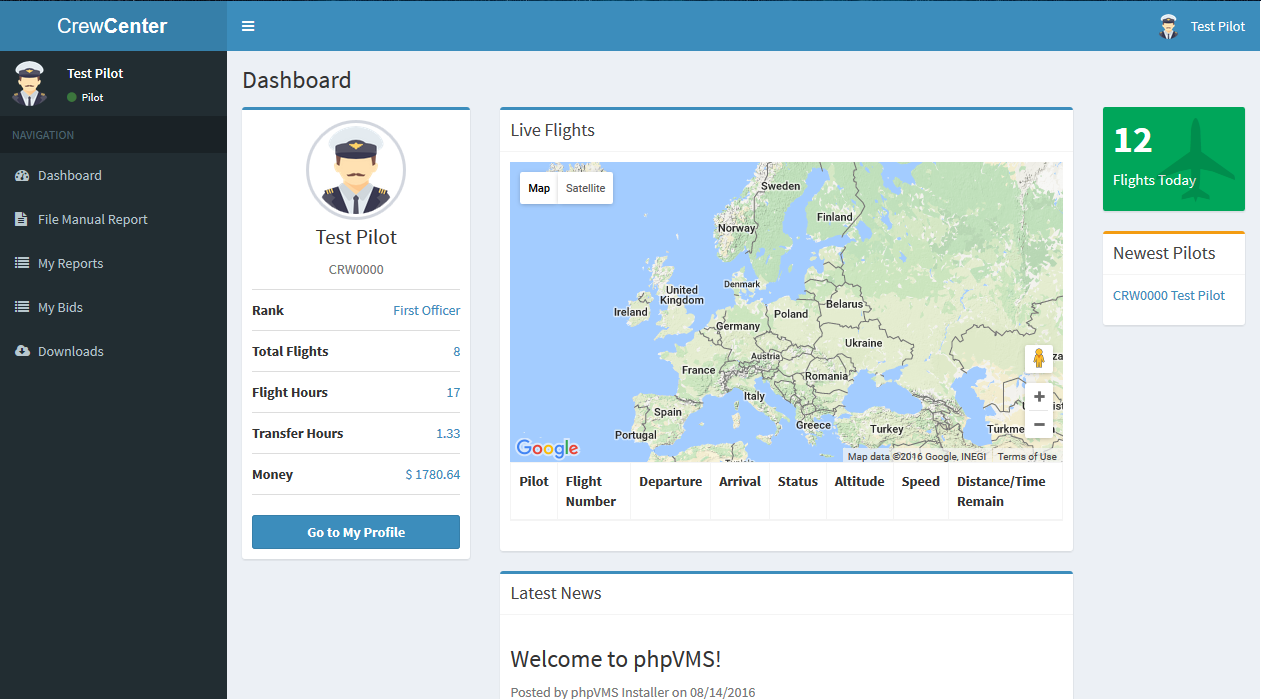 CrewCenter
Test Pilot
Test Pilot
Pilot
NAVIGATION
Dashboard
File Manual Report
My Reports
My Bids
Downloads
Dashboard
Test Pilot
CRW0000
Rank First Officer
Total Flights 8
Flight Hours 17
Transfer Hours 1.33
Money $ 1780.64
Go to My Profile
Live Flights
Map Satellite
Sweden
Finland
Norway
Denmark
United
Kingdom
Ireland
Belarus
Poland
Germany
Ukraine
Austria
France
Romania
Italy
Spain
Greece
Turkey
Portugal
Google
Map data ©2016 Google, INEGI Terms of Use
Pilot Flight Number Departure Arrival Status Altitude Speed Distance/Time Remain
Latest News
Welcome to phpVMS!
Posted by phpVMS Installer on 08/14/2016
12
Flights Today
Newest Pilots
CRW0000 Test Pilot